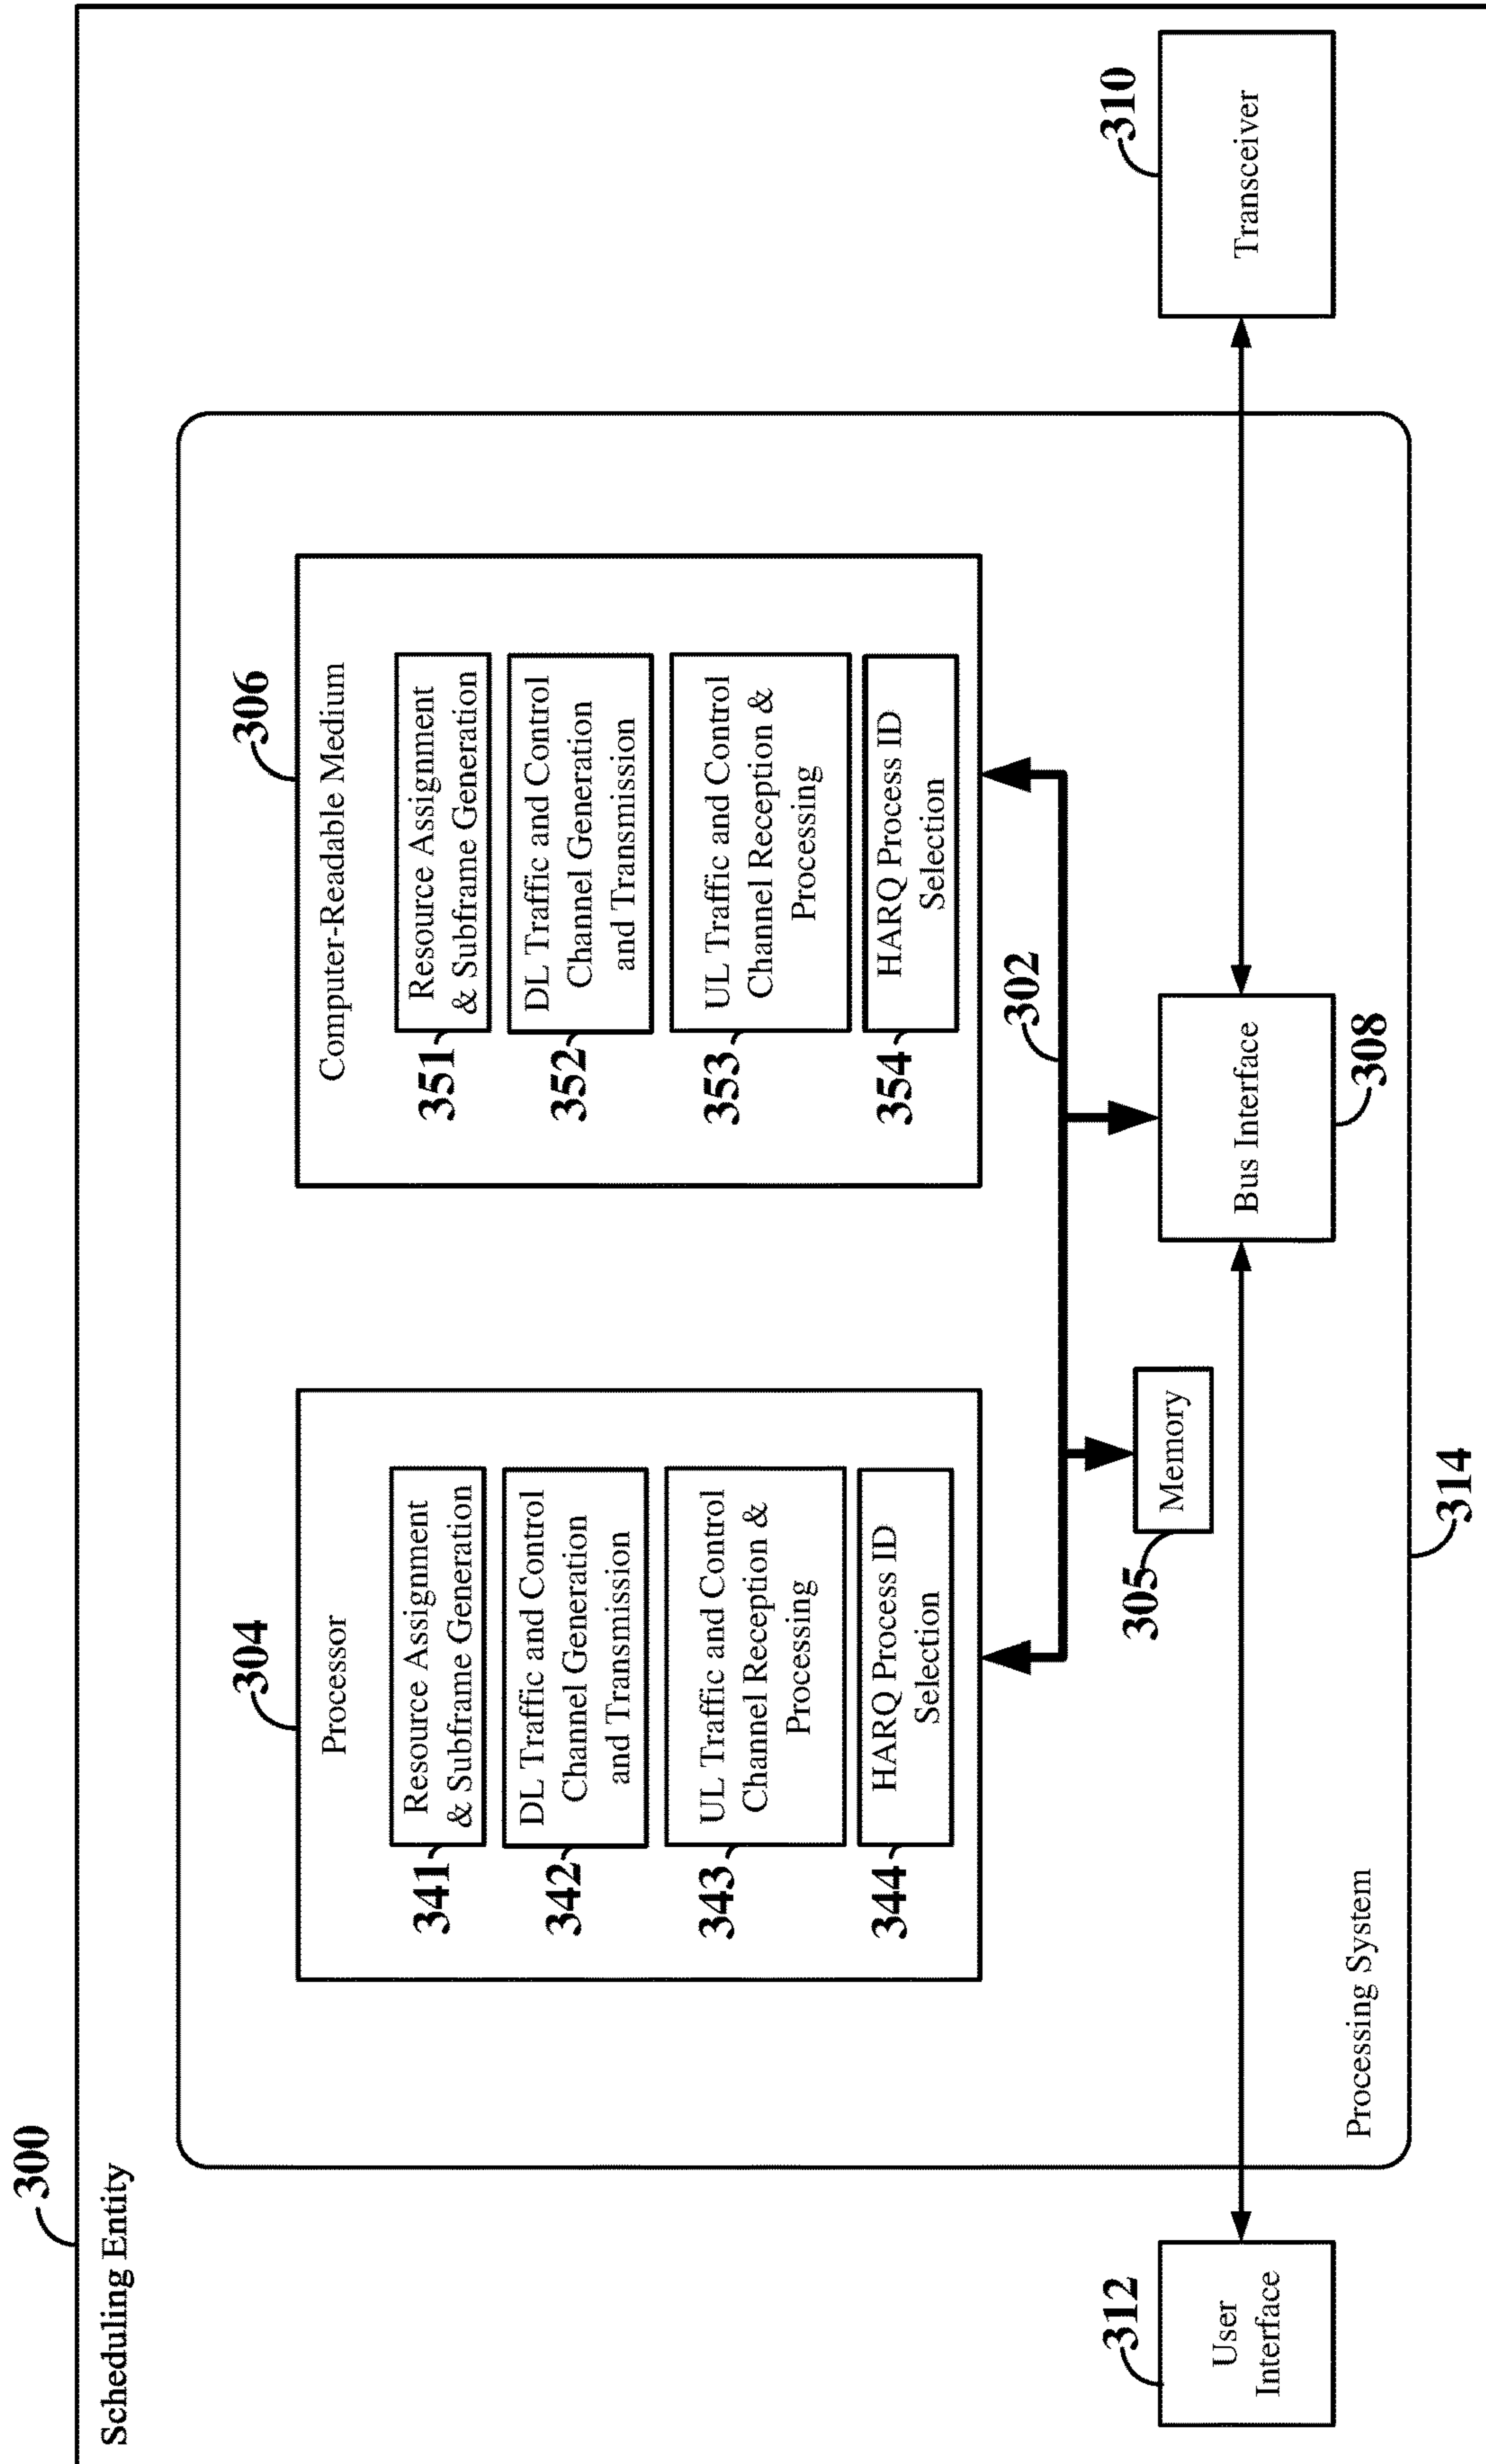 300
Scheduling Entity
304
Processor
341
Resource Assignment
& Subframe Generation
342
DL Traffic and Control
Channel Generation
and Transmission
343
UL Traffic and Control
Channel Reception &
Processing
344
HARQ Process ID
Selection
306
Computer-Readable Medium
351
Resource Assignment
& Subframe Generation
352
DL Traffic and Control
Channel Generation
and Transmission
353
UL Traffic and Control
Channel Reception &
Processing
354
HARQ Process ID
Selection
302
305
Memory
312
User
Interface
Bus Interface
308
310
Transceiver
Processing System
314